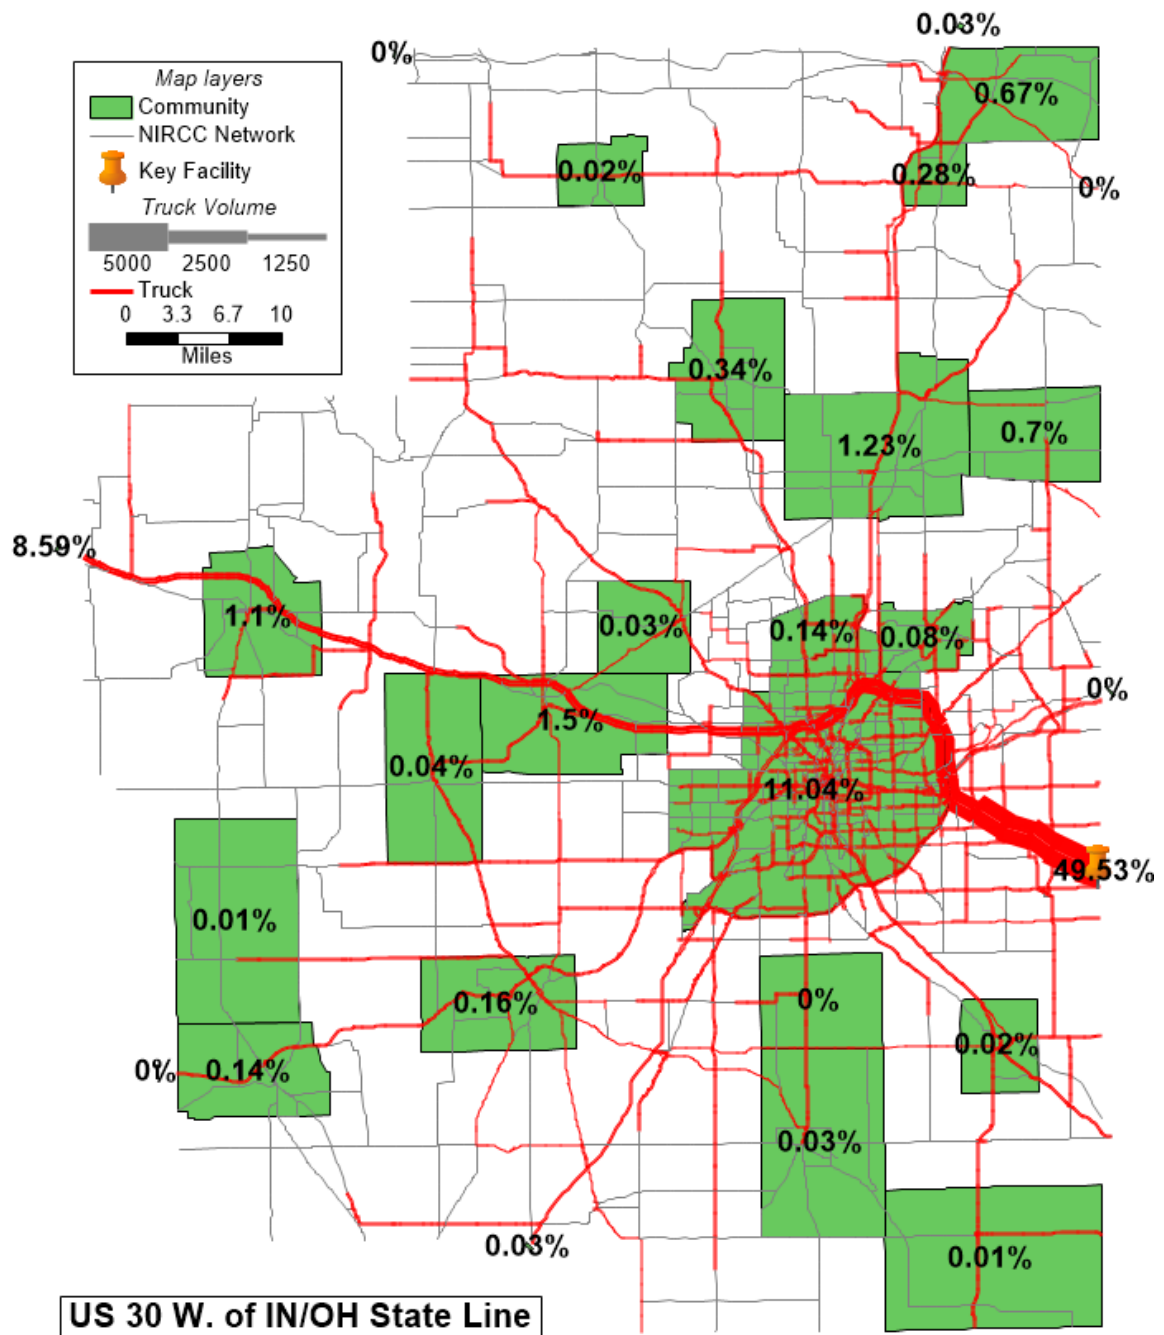 0.03%
0%
Map layers
Community
NIRCC Network
Key Facility
Truck Volume
5000 2500 1250
Truck
0 3.3 6.7 10
Miles
0.67%
0.02%
0.28%
0%
0.34%
1.23%
0.7%
8.59%
1.1%
0.03%
0.14%
0.08%
0%
1.5%
0.04%
11.04%
49.53%
0.01%
0.16%
0%
0.02%
0%
0.14%
0.03%
0.03%
0.01%
US 30 W. of IN/OH State Line